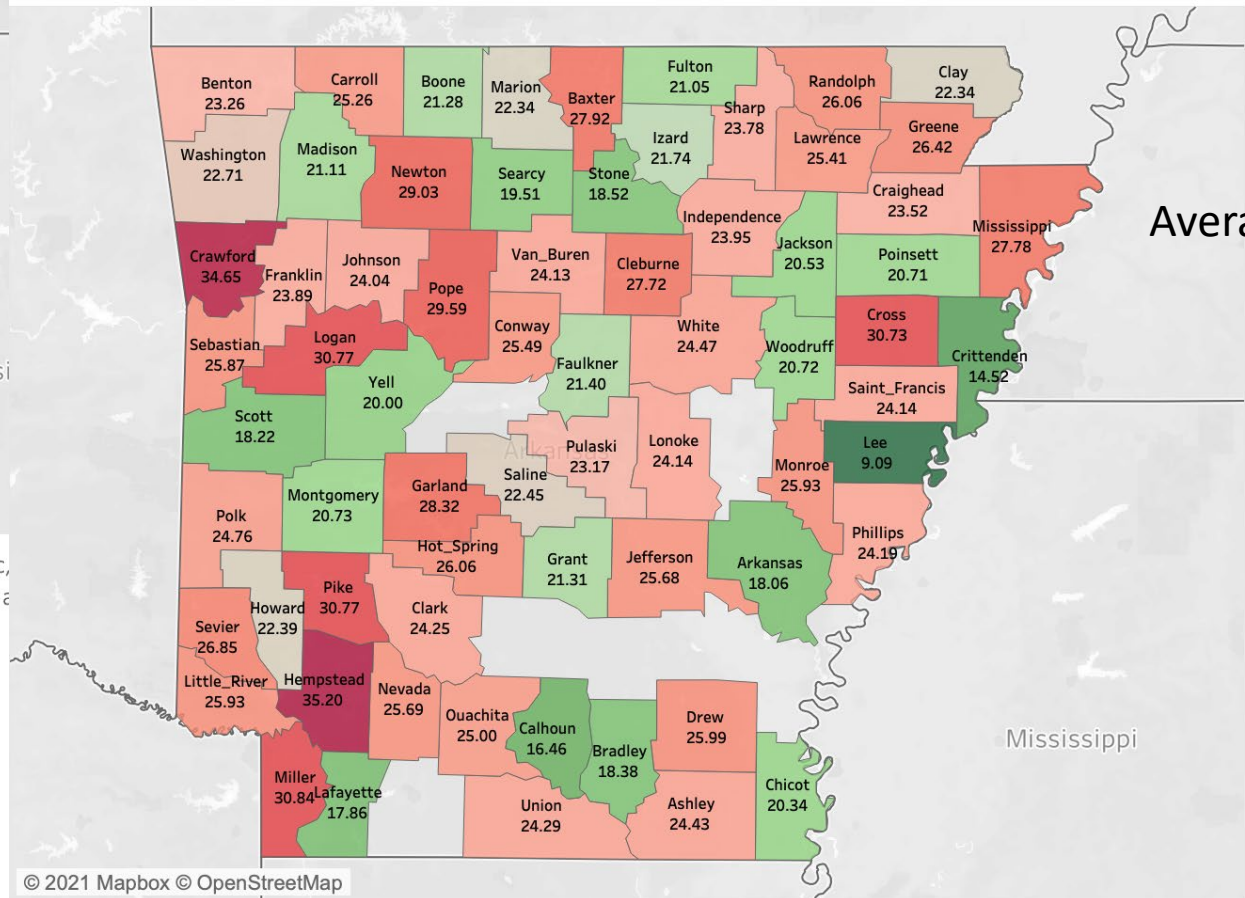 Benton
23.26
Carroll
25.26
Boone
21.28
Marion
22.34
Baxter
27.92
Fulton
21.05
Sharp
23.78
Randolph
26.06
Clay
22.34
Izard
21.74
Lawrence
25.41
Greene
26.42
Washington
22.71
Madison
21.11
Newton
29.03
Searcy
19.51
Stone
18.52
Independence
23.95
Craighead
23.52
Mississippi
27.78
Avera
Crawford
34.65
Franklin
23.89
Johnson
24.04
Pope
29.59
Van_Buren
24.13
Cleburne
27.72
Jackson
20.53
Poinsett
20.71
Sebastian
25.87
Logan
30.77
Conway
25.49
White
24.47
Woodruff
20.72
Cross
30.73
Crittenden
14.52
si
Yell
20.00
Faulkner
21.40
Saint_Francis
24.14
Scott
18.22
Arkansas
Pulaski
23.17
Lonoke
24.14
Lee
9.09
Montgomery
20.73
Garland
28.32
Saline
22.45
Monroe
25.93
Polk
24.76
Hot_Spring
26.06
Grant
21.31
Jefferson
25.68
Arkansas
18.06
Phillips
24.19
c,
a
Howard
22.39
Pike
30.77
Clark
24.25
Sevier
26.85
Little_River
25.93
Hempstead
35.20
Nevada
25.69
Ouachita
25.00
Calhoun
16.46
Bradley
18.38
Drew
25.99
Mississippi
Miller
30.84
Lafayette
17.86
Union
24.29
Ashley
24.43
Chicot
20.34
© 2021 Mapbox © OpenStreetMap